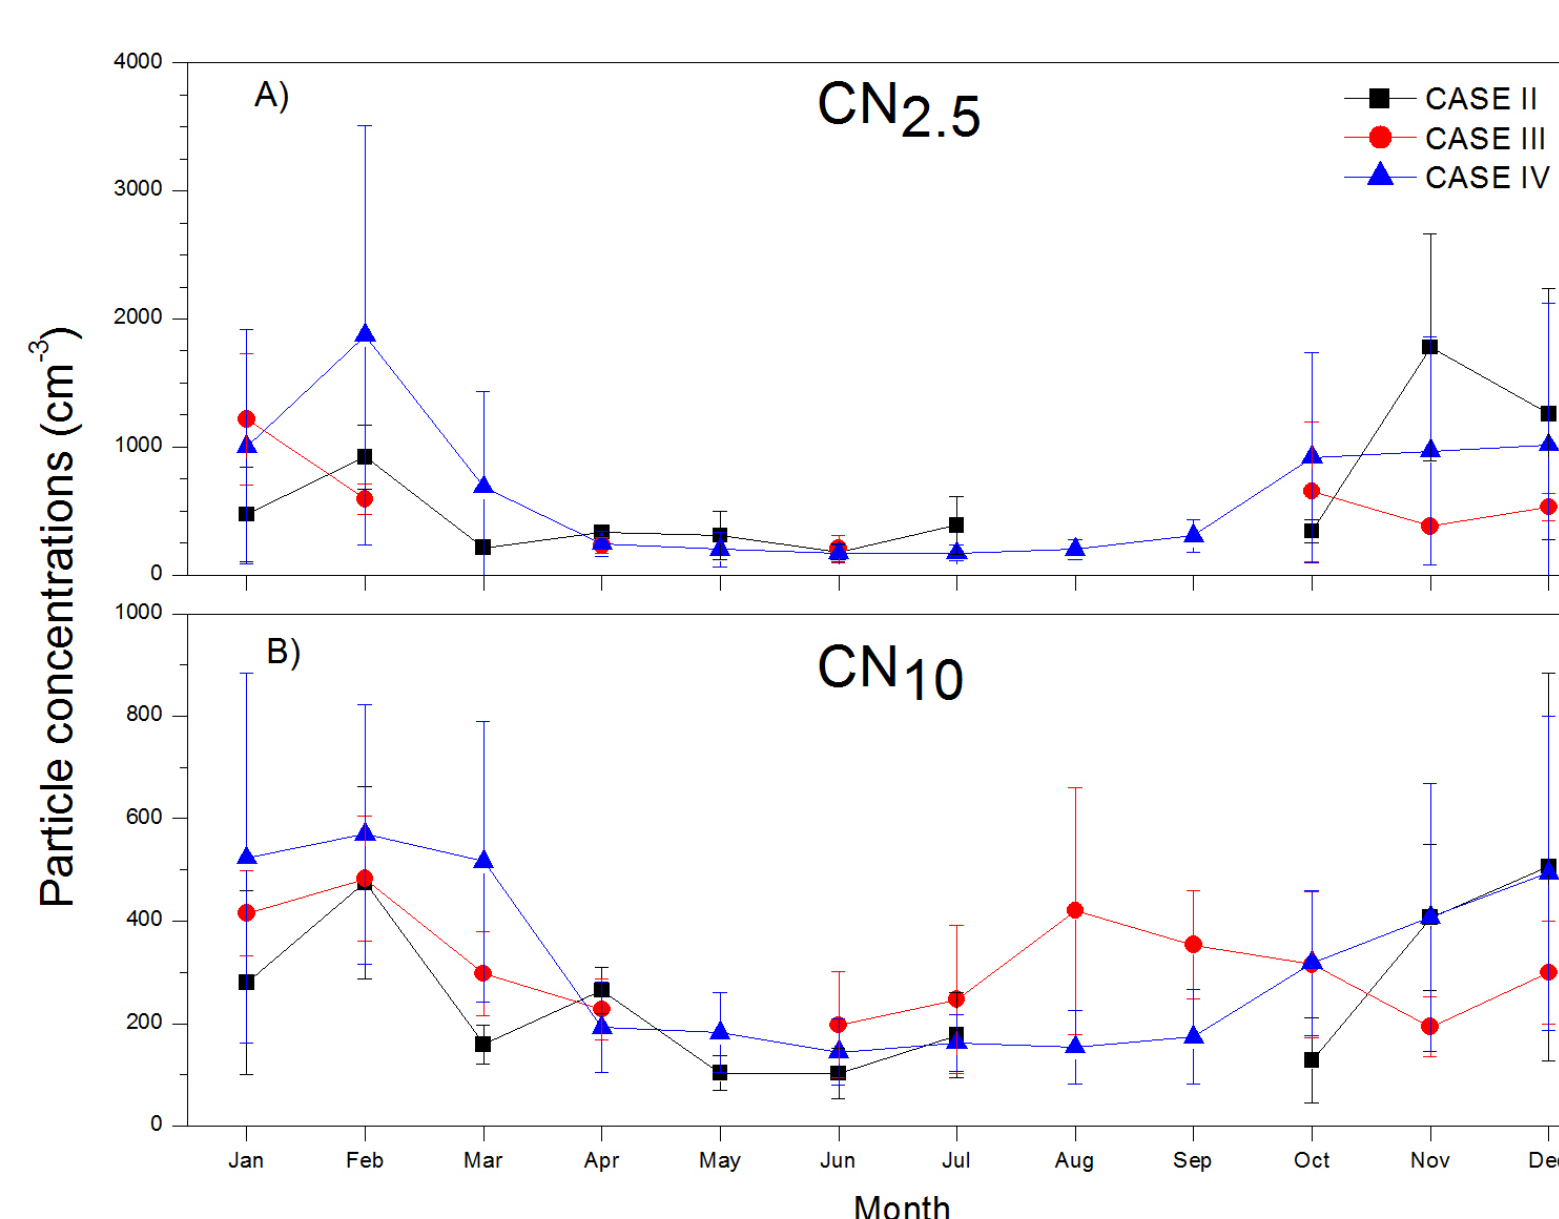 4000
A)
CN2.5
CASE II
CASE III
CASE IV
3000
2000
1000
0
Particle concentrations (cm-3)
1000
B)
CN10
800
600
400
200
0
Jan Feb Mar Apr May Jun Jul Aug Sep Oct Nov De
Month